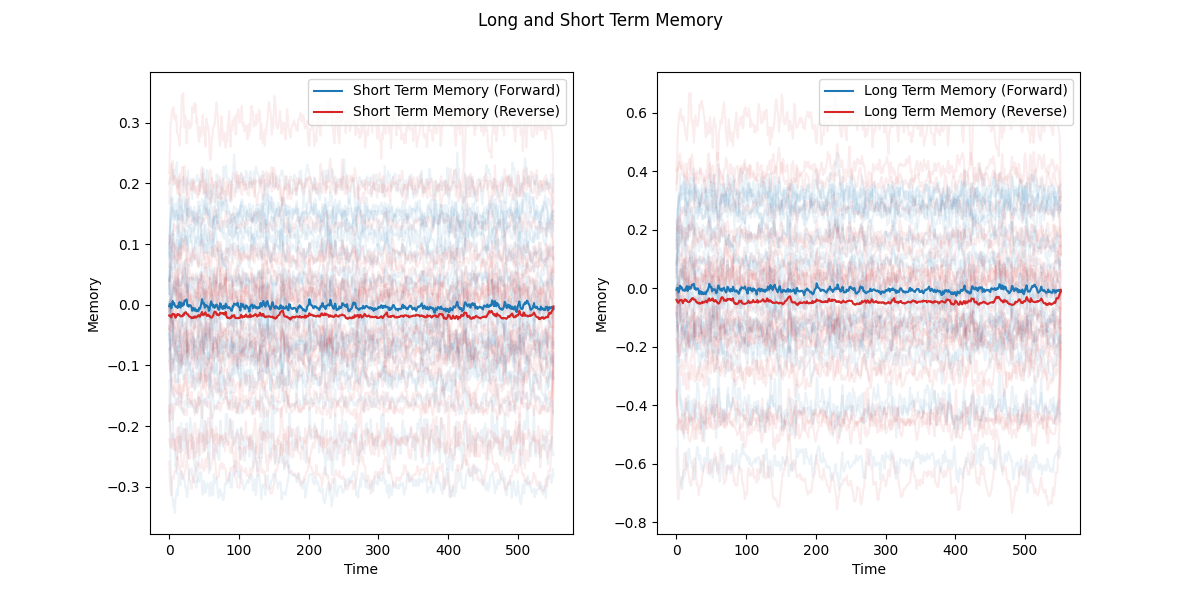 Long and Short Term Memory
Short Term Memory (Forward)
Short Term Memory (Reverse)
0.3
0.2
0.1
0.0
−0.1
−0.2
−0.3
Memory
0 100 200 300 400 500
Time
Long Term Memory (Forward)
Long Term Memory (Reverse)
0.6
0.4
0.2
0.0
−0.2
−0.4
−0.6
−0.8
Memory
0 100 200 300 400 500
Time